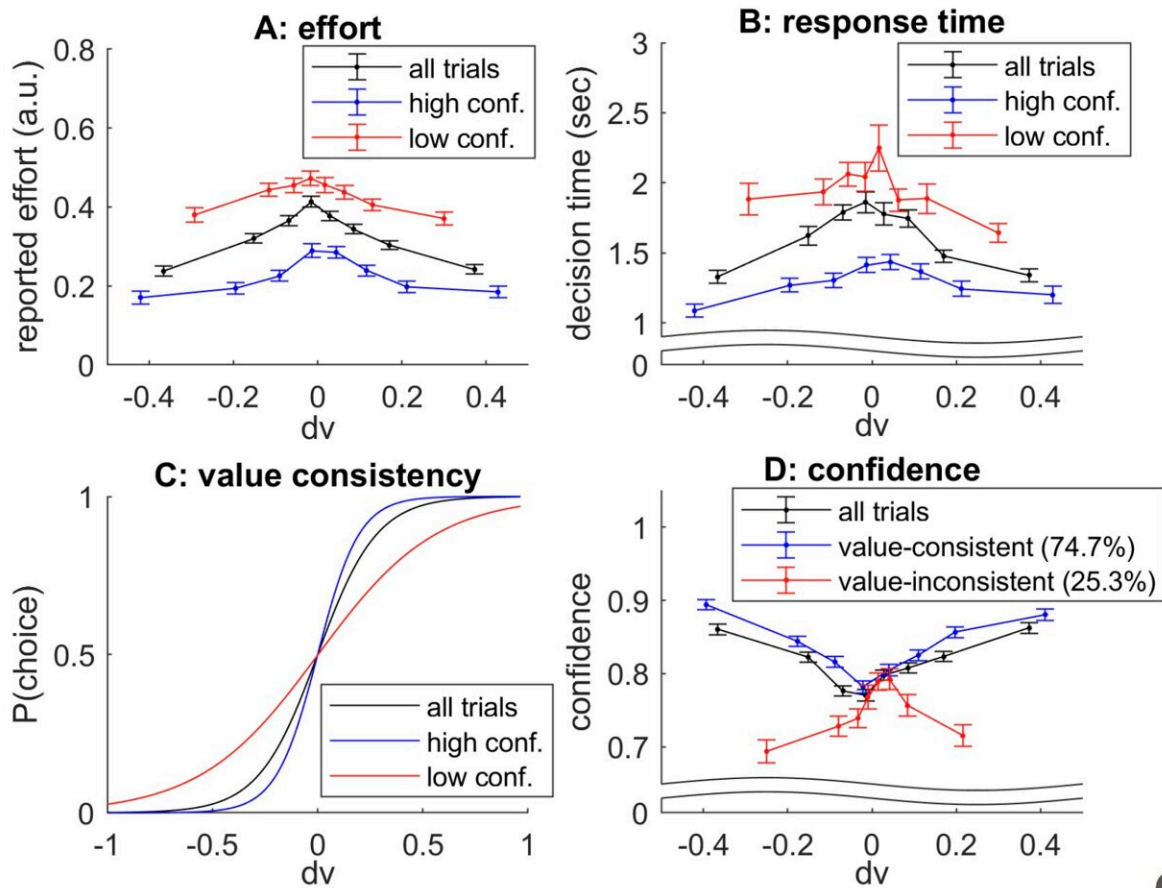 A: effort
reported effort (a.u.)
0.8
0.6
0.4
0.2
0
all trials
high conf.
low conf.
-0.4
-0.2
0
0.2
0.4
dv
B: response time
decision time (sec)
3
2.5
2
1.5
1
0
all trials
high conf.
low conf.
-0.4
-0.2
0
0.2
0.4
dv
C: value consistency
P(choice)
1
0.5
0
all trials
high conf.
low conf.
-1
-0.5
0
0.5
1
dv
D: confidence
confidence
1
0.9
0.8
0.7
0
all trials
value-consistent (74.7%)
value-inconsistent (25.3%)
-0.4
-0.2
0
0.2
0.4
dv